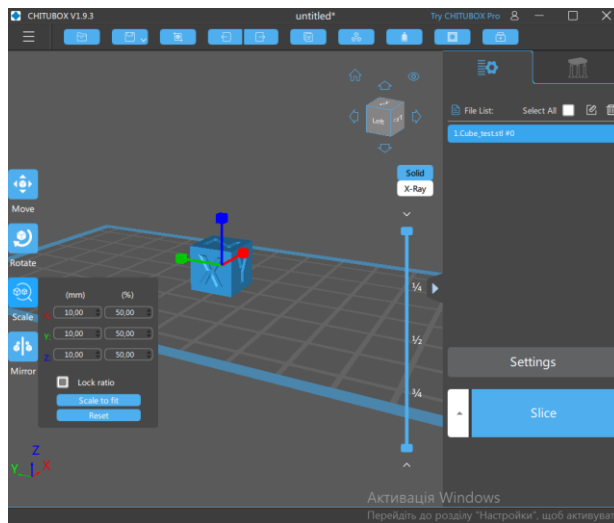 CHITUBOX V1.9.3
untitled*
Try CHITUBOX Pro
File List:
Select All
1.Cube_test.stl #0
Left
Solid
X-Ray
Move
Rotate
Scale
Mirror
(mm) (%)
X: 10,00 50,00
Y: 10,00 50,00
Z: 10,00 50,00
Lock ratio
Scale to fit
Reset
¼
½
¾
Settings
Slice
X Y
Z
Y X
Активація Windows
Перейдіть до розділу "Настройки", щоб активуват